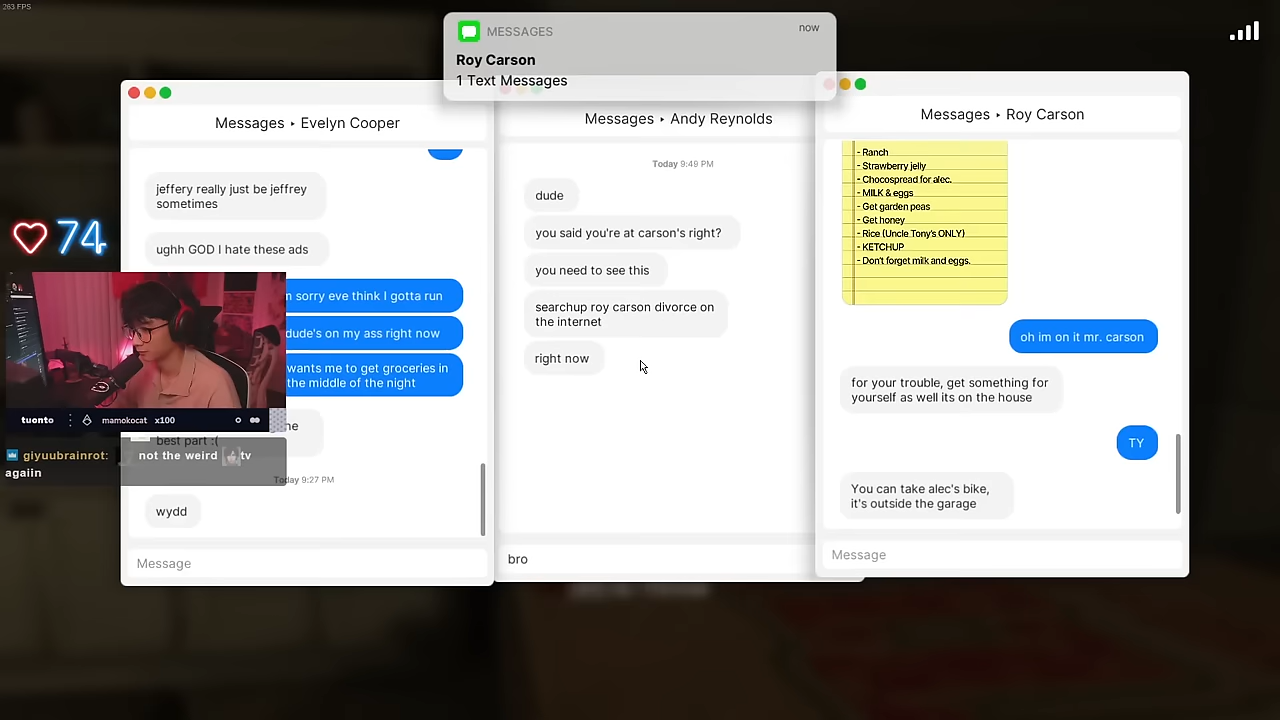 263 FPS
MESSAGES
now
Roy Carson
1 Text Messages
Messages ▸ Evelyn Cooper
jeffery really just be jeffrey
sometimes
ughh GOD I hate these ads
sorry eve think I gotta run
dude's on my ass right now
wants me to get groceries in
the middle of the night
best part :(
Today 9:27 PM
wydd
Message
Messages ▸ Andy Reynolds
Today 9:49 PM
dude
you said you're at carson's right?
you need to see this
searchup roy carson divorce on
the internet
right now
bro
Messages ▸ Roy Carson
- Ranch
- Strawberry jelly
- Chocospread for alec.
- MILK & eggs
- Get garden peas
- Get honey
- Rice (Uncle Tony's ONLY)
- KETCHUP
- Don't forget milk and eggs.
oh im on it mr. carson
for your trouble, get something for
yourself as well its on the house
TY
You can take alec's bike,
it's outside the garage
Message
74
tuonto
mamokocat x100
giyuubrainrot:
agaiin
not the weird
tv